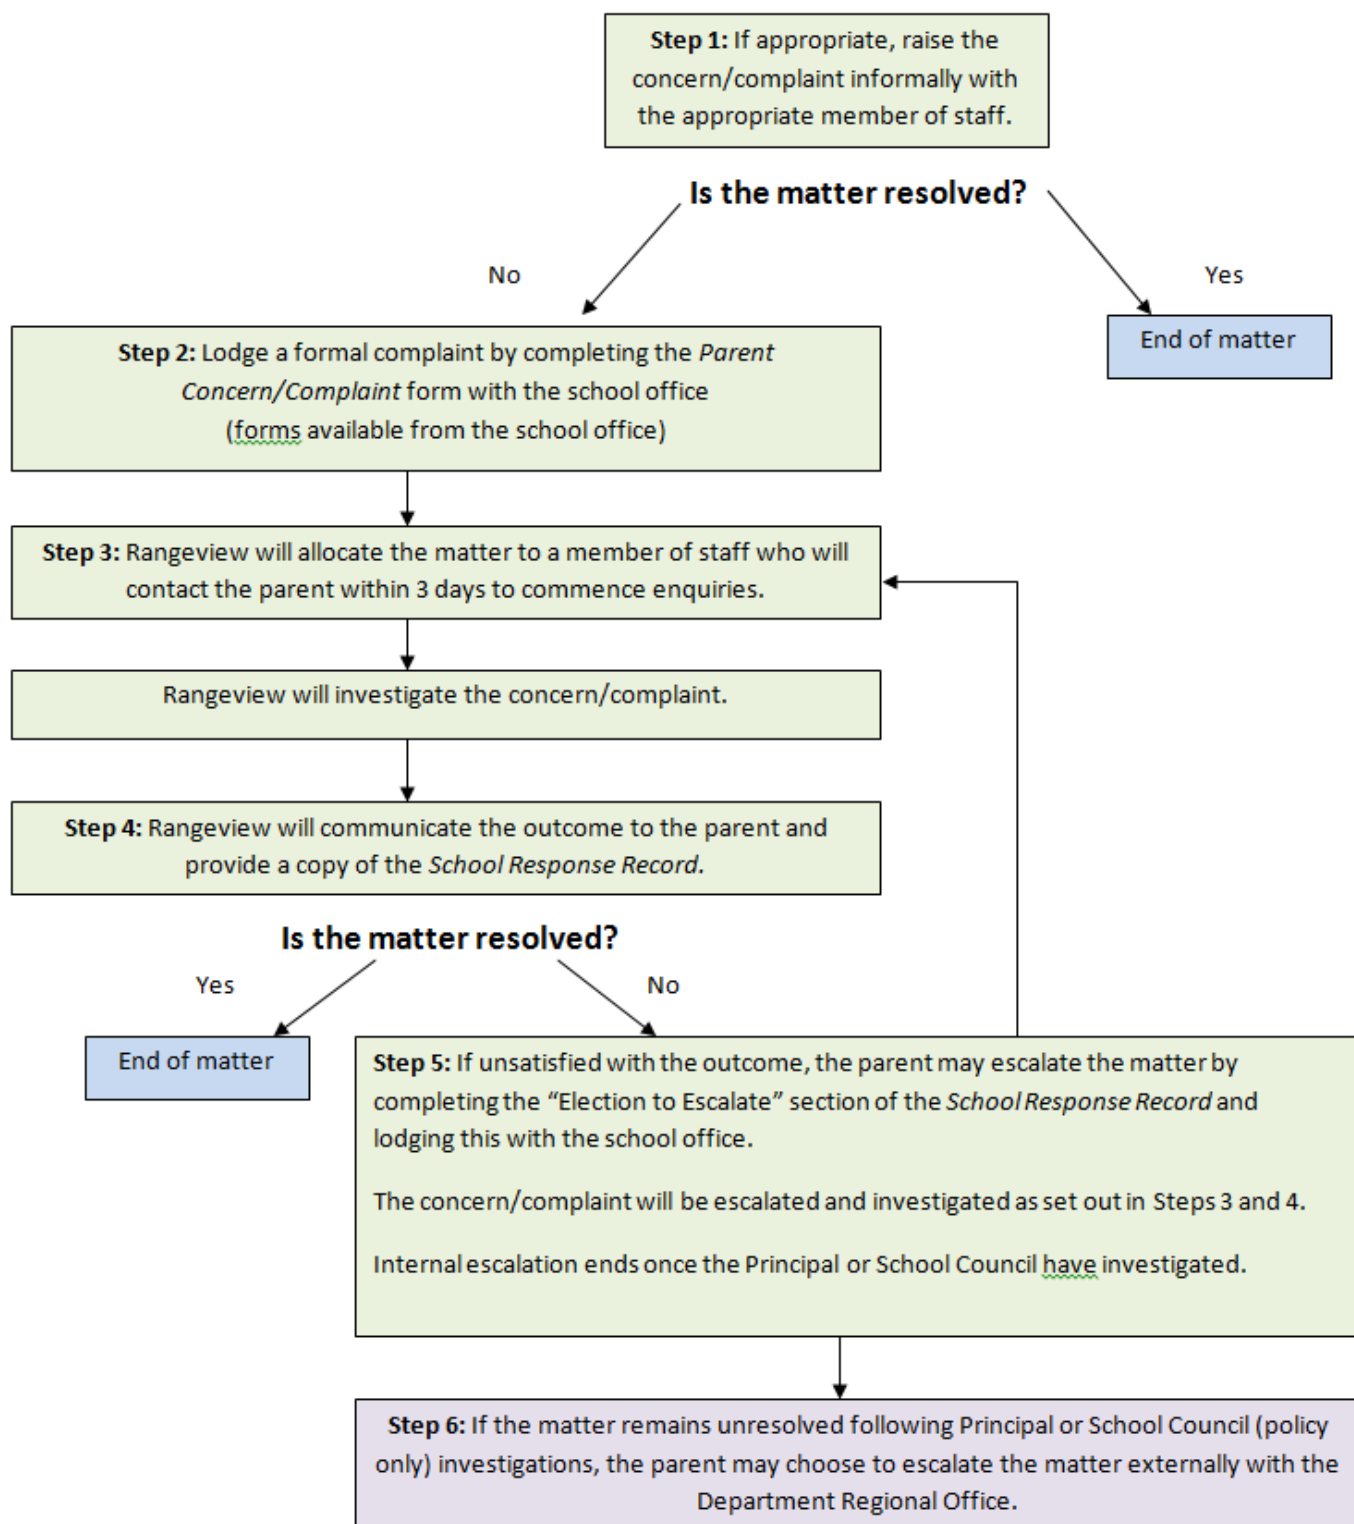 Step 1: If appropriate, raise the
concern/complaint informally with
the appropriate member of staff.
Is the matter resolved?
No
Yes
Step 2: Lodge a formal complaint by completing the Parent
Concern/Complaint form with the school office
(forms available from the school office)
End of matter
Step 3: Rangeview will allocate the matter to a member of staff who will
contact the parent within 3 days to commence enquiries.
Rangeview will investigate the concern/complaint.
Step 4: Rangeview will communicate the outcome to the parent and
provide a copy of the School Response Record.
Is the matter resolved?
Yes
No
End of matter
Step 5: If unsatisfied with the outcome, the parent may escalate the matter by
completing the “Election to Escalate” section of the School Response Record and
lodging this with the school office.
The concern/complaint will be escalated and investigated as set out in Steps 3 and 4.
Internal escalation ends once the Principal or School Council have investigated.
Step 6: If the matter remains unresolved following Principal or School Council (policy
only) investigations, the parent may choose to escalate the matter externally with the
Department Regional Office.